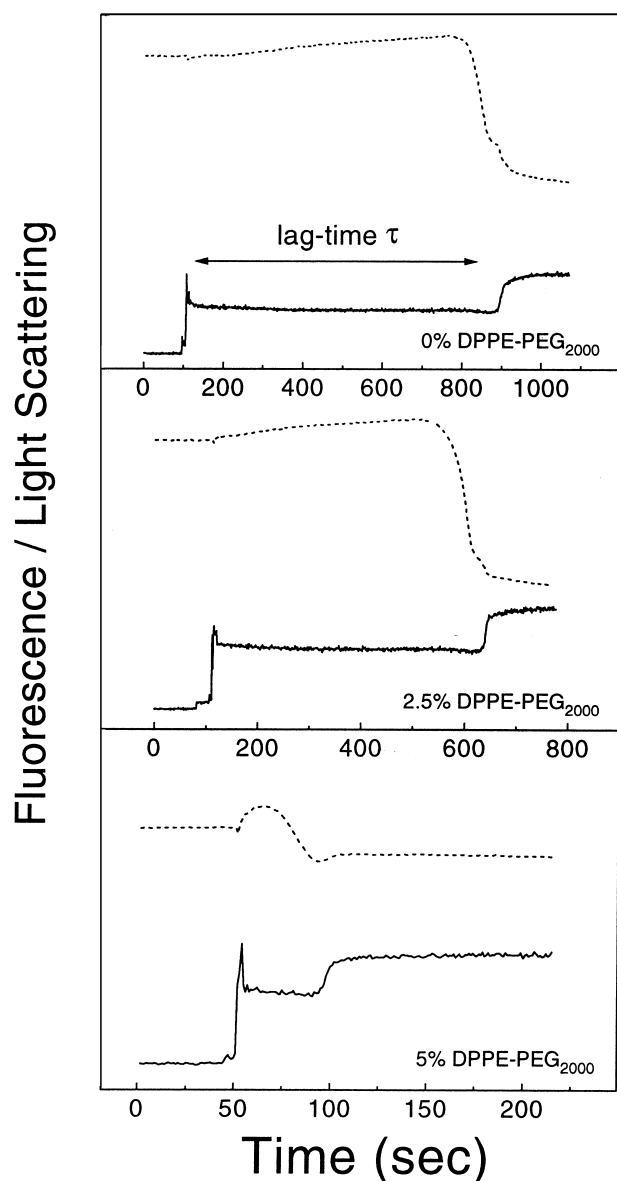 Fluorescence / Light Scattering
lag-time τ
0% DPPE-PEG2000
0 200 400 600 800 1000
2.5% DPPE-PEG2000
0 200 400 600 800
5% DPPE-PEG2000
0 50 100 150 200
Time (sec)